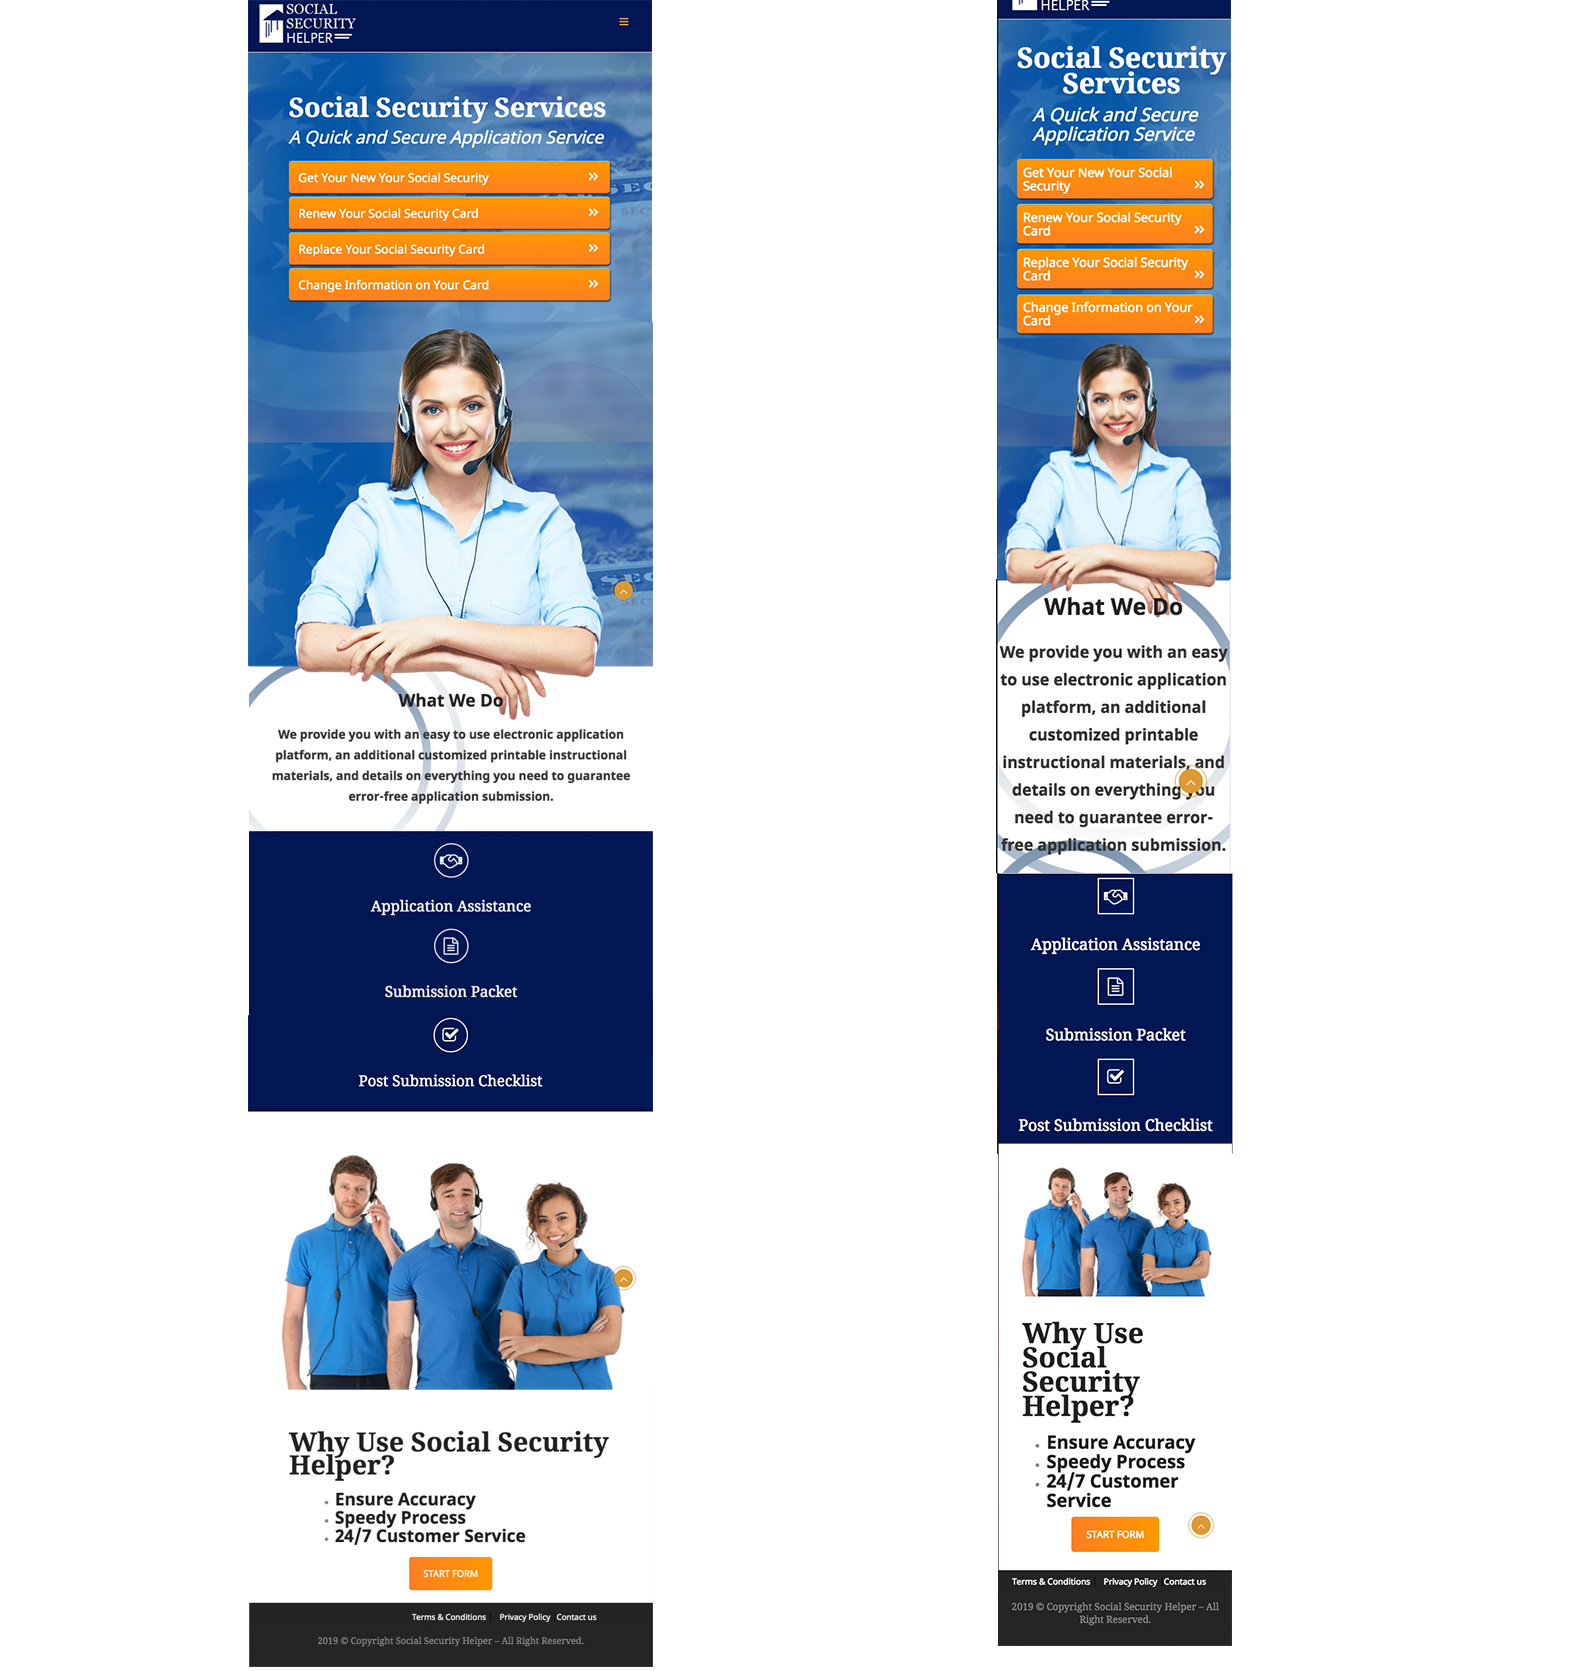 SOCIAL
SECURITY
HELPER
Social Security Services
A Quick and Secure Application Service
Get Your New Your Social Security
Renew Your Social Security Card
Replace Your Social Security Card
Change Information on Your Card
What We Do
We provide you with an easy to use electronic application
platform, an additional customized printable instructional
materials, and details on everything you need to guarantee
error-free application submission.
Application Assistance
Submission Packet
Post Submission Checklist
Why Use Social Security
Helper?
Ensure Accuracy
Speedy Process
24/7 Customer Service
START FORM
Terms & Conditions | Privacy Policy Contact us
2019 © Copyright Social Security Helper – All Right Reserved.
HELPER
Social Security
Services
A Quick and Secure
Application Service
Get Your New Your Social
Security
Renew Your Social Security
Card
Replace Your Social Security
Card
Change Information on Your
Card
What We Do
We provide you with an easy
to use electronic application
platform, an additional
customized printable
instructional materials, and
details on everything you
need to guarantee error-
free application submission.
Application Assistance
Submission Packet
Post Submission Checklist
Why Use
Social
Security
Helper?
Ensure Accuracy
Speedy Process
24/7 Customer
Service
START FORM
Terms & Conditions | Privacy Policy Contact us
2019 © Copyright Social Security Helper – All
Right Reserved.